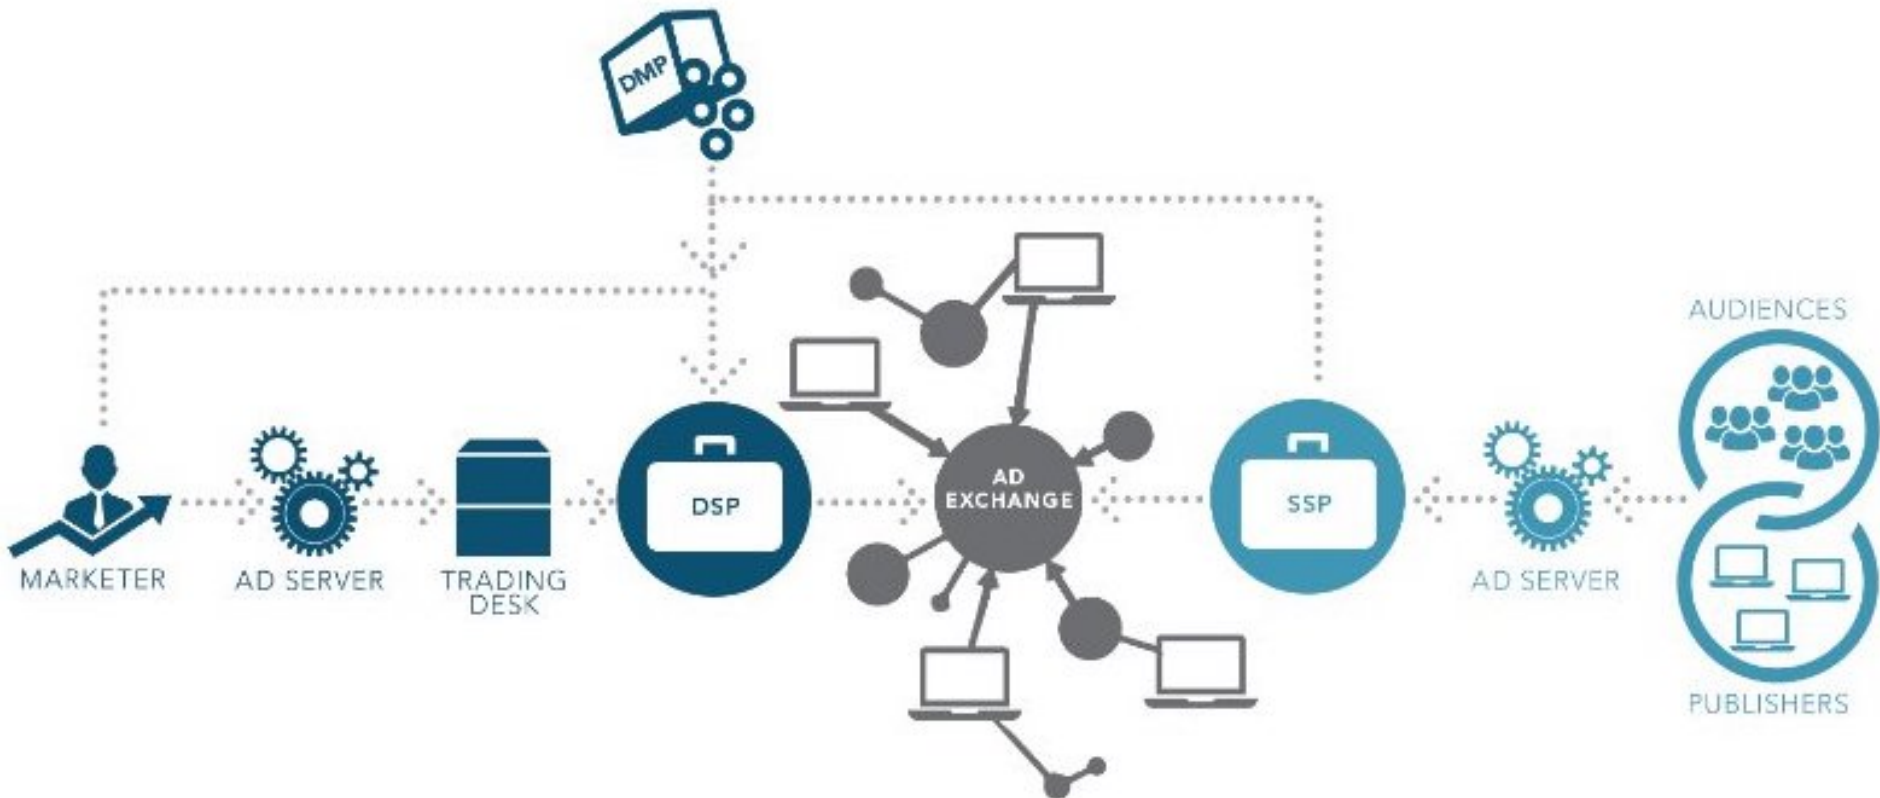 DMP
AUDIENCES
AD
EXCHANGE
DSP
SSP
MARKETER
AD SERVER
TRADING
DESK
AD SERVER
PUBLISHERS